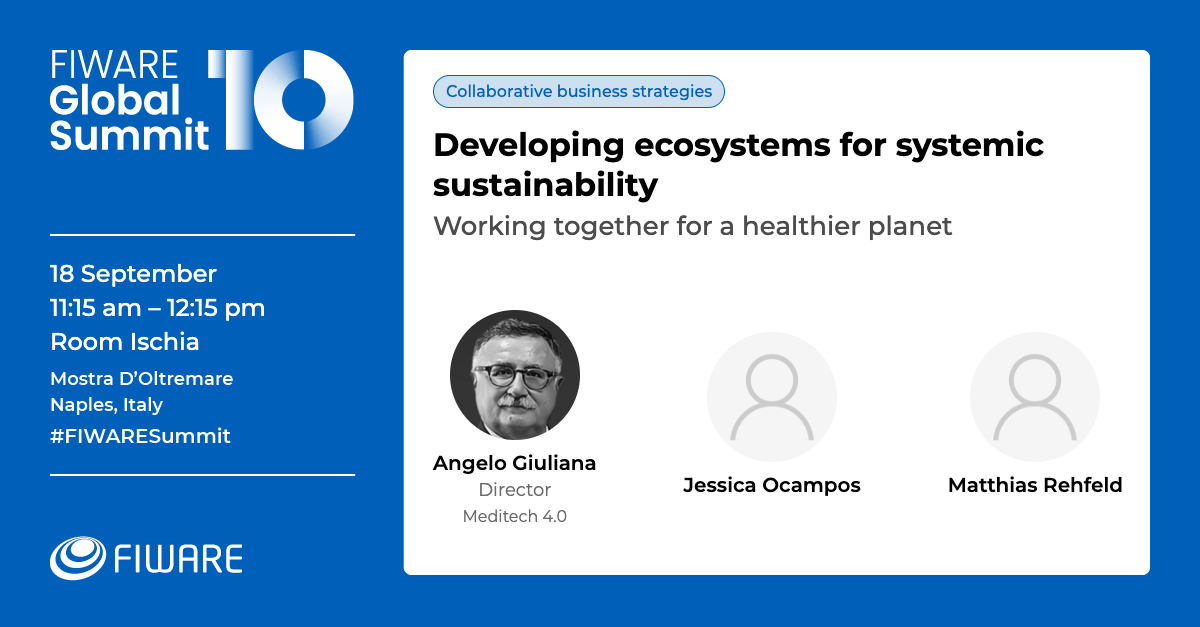 FIWARE
Global
Summit
10
18 September
11:15 am – 12:15 pm
Room Ischia
Mostra D’Oltremare
Naples, Italy
#FIWARESummit
FIWARE
Collaborative business strategies
Developing ecosystems for systemic
sustainability
Working together for a healthier planet
Angelo Giuliana
Director
Meditech 4.0
Jessica Ocampos
Matthias Rehfeld